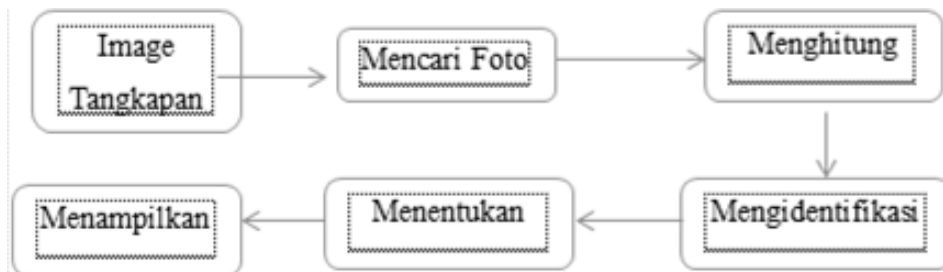 Image
Tangkapan
Mencari Foto
Menghitung
Mengidentifikasi
Menentukan
Menampilkan